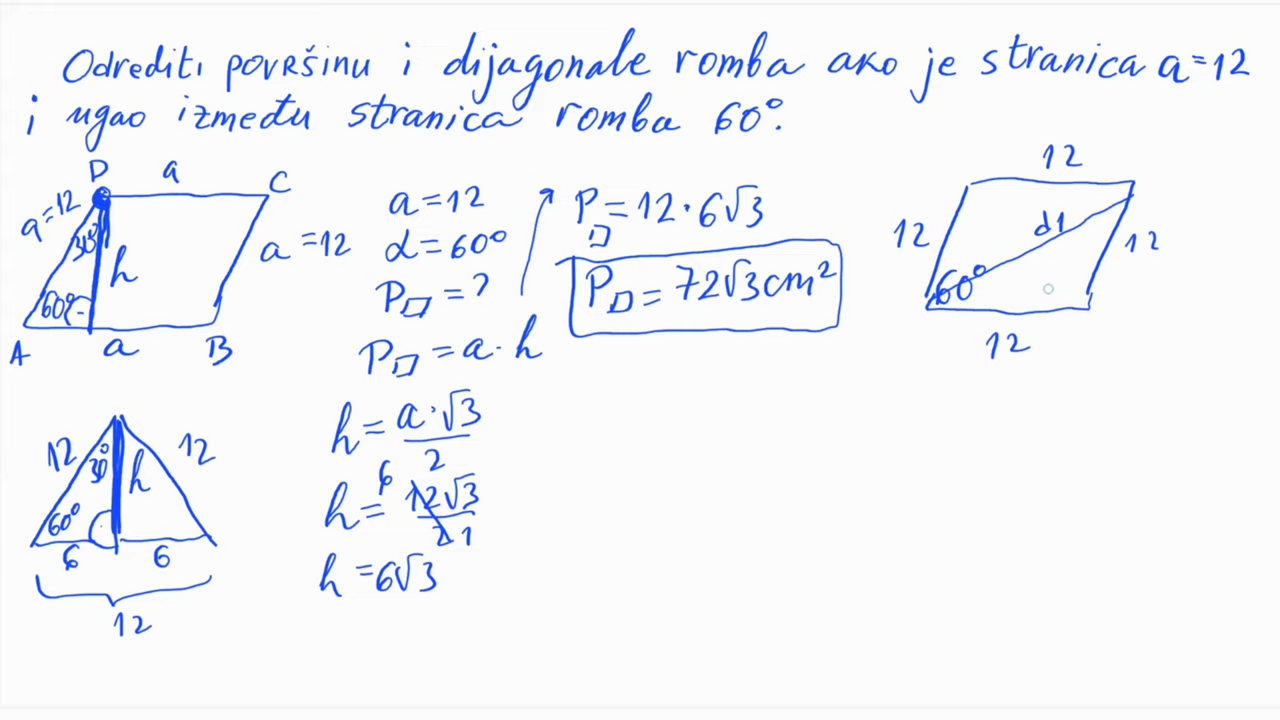 Odrediti površinu i dijagonale romba ako je stranica a=12
i ugao između stranica romba 60°.
D a C
a=12
30°
h
a=12
60°
A a B
a=12
α=60°
P▱=?
P▱=a·h
h=a·√3/2
h=12√3/2 6 1
h=6√3
P▱=12·6√3
P▱=72√3cm²
12
12 d1 12
60°
12
12 30° h 12
60°
6 6
12